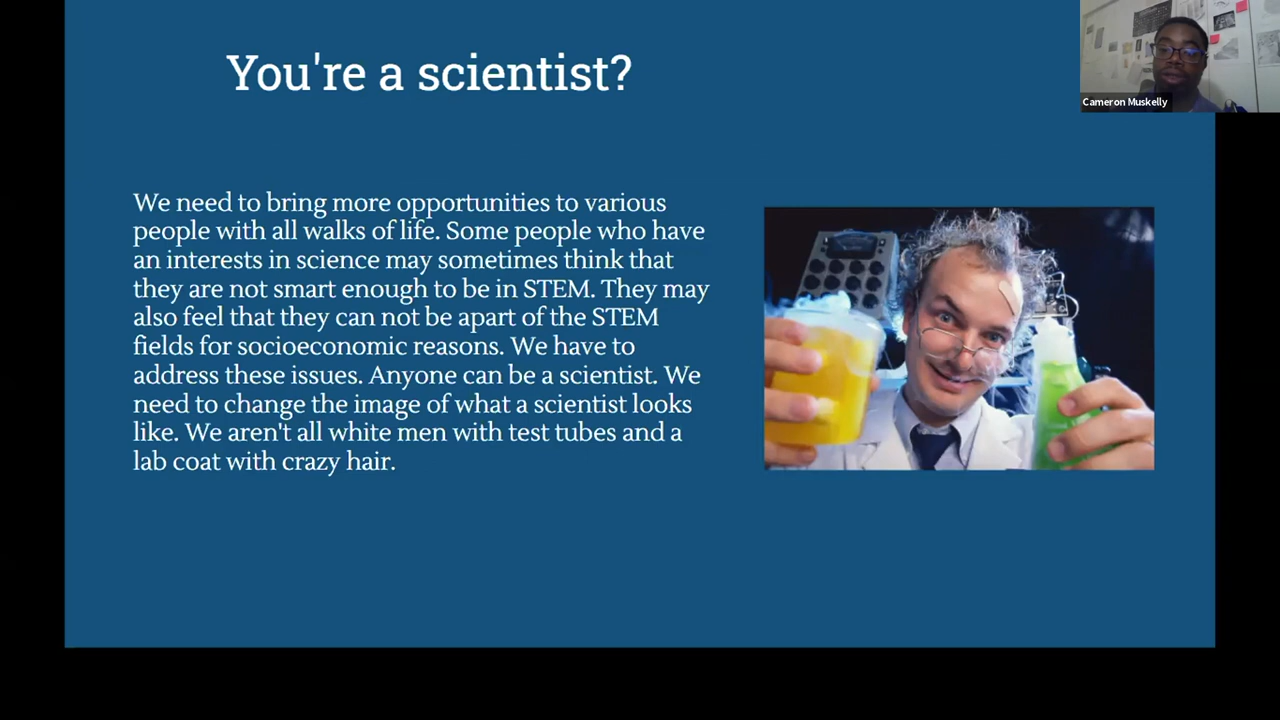 You're a scientist?
Cameron Muskelly
We need to bring more opportunities to various
people with all walks of life. Some people who have
an interests in science may sometimes think that
they are not smart enough to be in STEM. They may
also feel that they can not be apart of the STEM
fields for socioeconomic reasons. We have to
address these issues. Anyone can be a scientist. We
need to change the image of what a scientist looks
like. We aren't all white men with test tubes and a
lab coat with crazy hair.